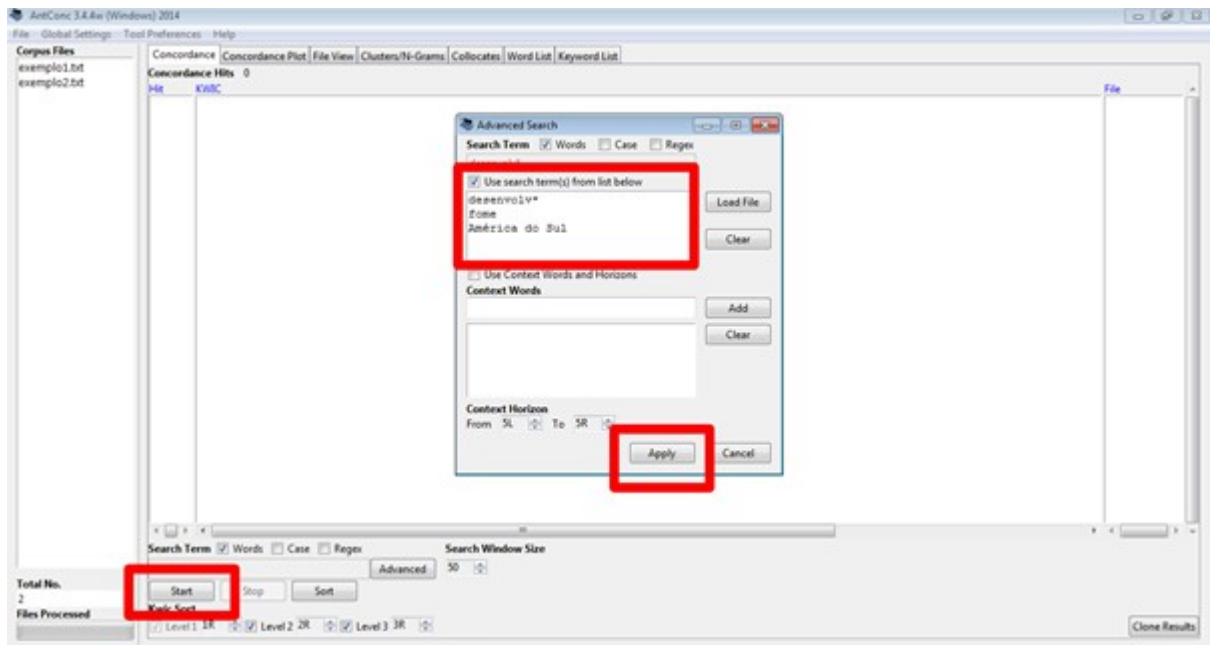 AntConc 3.4.4w (Windows) 2014
File Global Settings Tool Preferences Help
Corpus Files
exemplo1.txt
exemplo2.txt
Concordance Concordance Plot File View Clusters/N-Grams Collocates Word List Keyword List
Concordance Hits 0
Hit KWIC File
Advanced Search
Search Term Words Case Regex
Use search term(s) from list below
desenvolv*
fome
América do Sul
Load File
Clear
Use Context Words and Horizons
Context Words
Add
Clear
Context Horizon
From 5L To 5R
Apply Cancel
Search Term Words Case Regex Search Window Size
Advanced 50
Total No.
2
Files Processed
Start Stop Sort
Kwic Sort
Level 1 1R Level 2 2R Level 3 3R
Clone Results